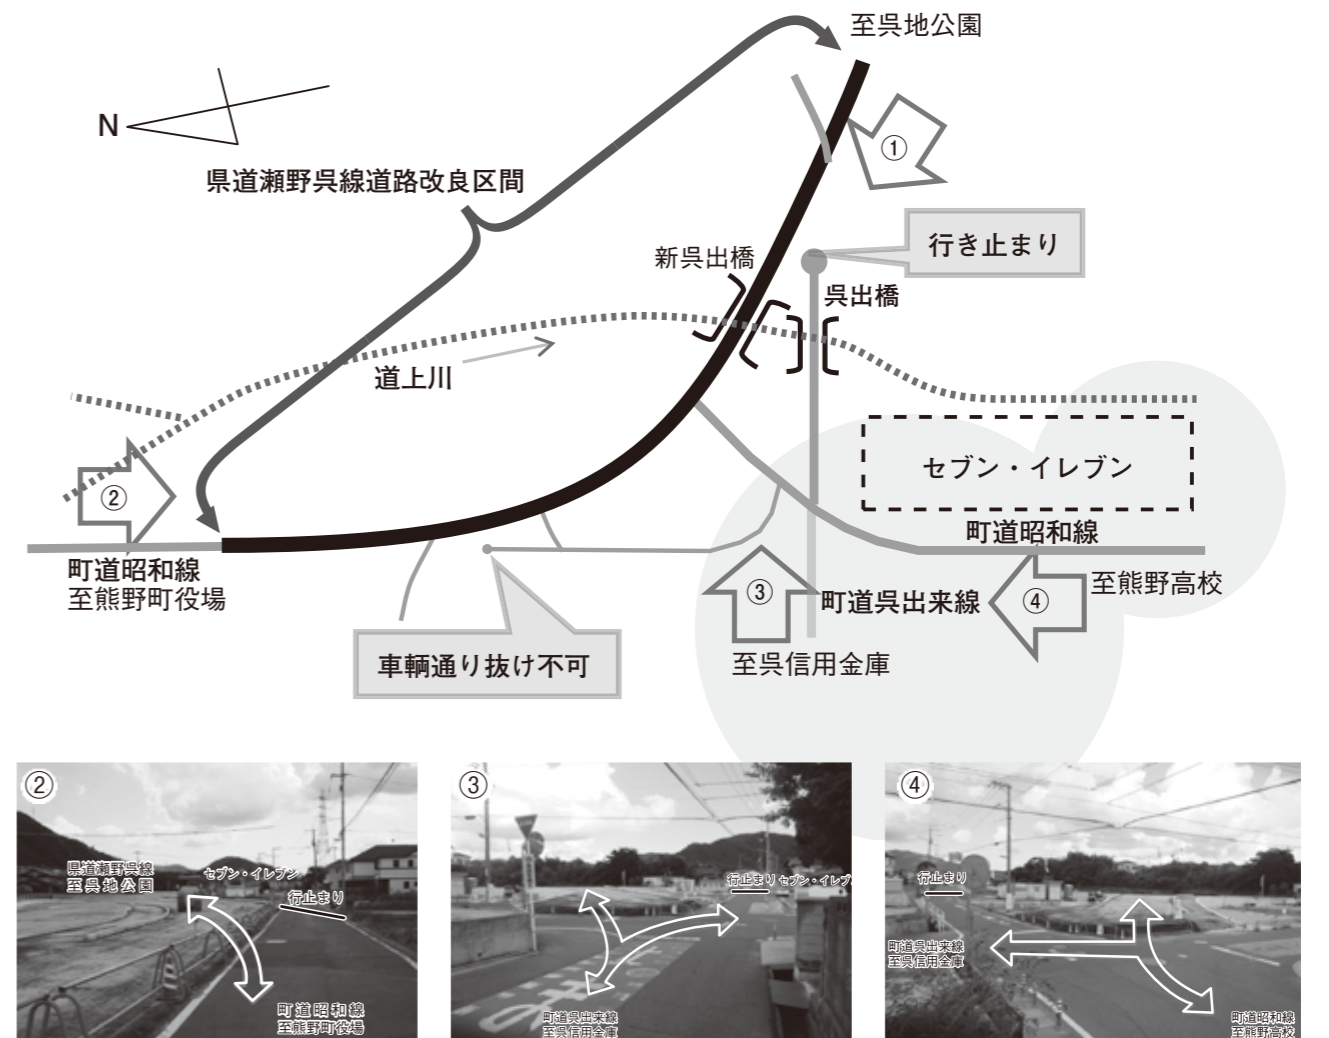 至呉地公園
N
①
県道瀬野呉線道路改良区間
行き止まり
新呉出橋
呉出橋
道上川
セブン・イレブン
②
町道昭和線
町道昭和線
至熊野町役場
至熊野高校
③
町道呉出来線
④
車輌通り抜け不可
至呉信用金庫
②
県道瀬野呉線
至呉地公園
セブン・イレブン
行止まり
町道昭和線
至熊野町役場
③
行止まり
セブン・イレブ
町道呉出来線
至呉信用金庫
④
行止まり
町道呉出来線
至呉信用金庫
町道昭和線
至熊野高校